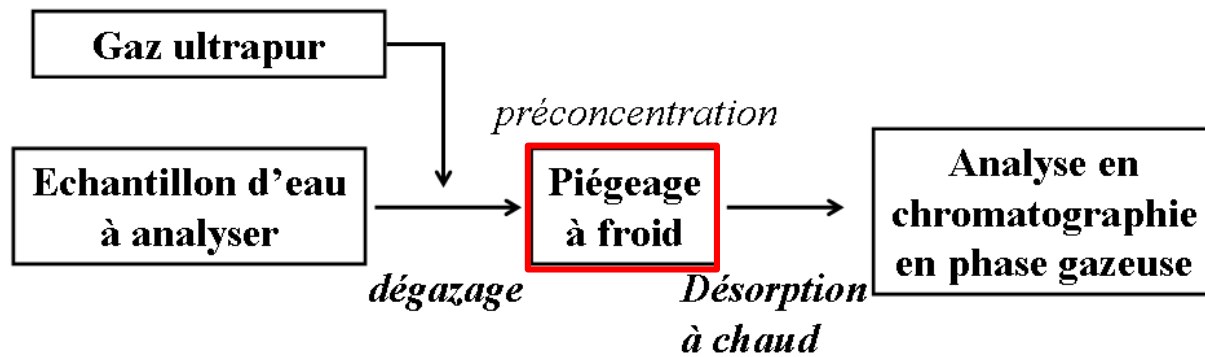 Gaz ultrapur
préconcentration
Echantillon d'eau
à analyser
dégazage
Piégeage
à froid
Désorption
à chaud
Analyse en
chromatographie
en phase gazeuse